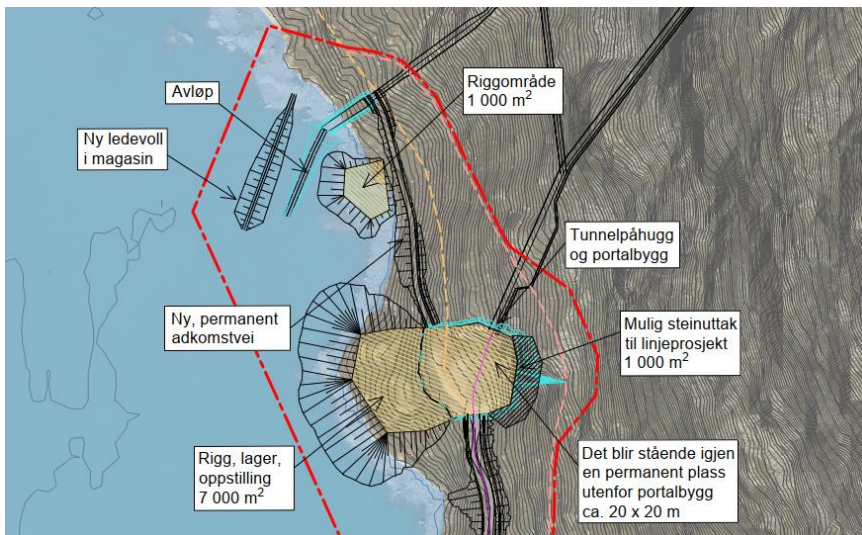 Avløp
Riggområde
1 000 m²
Ny ledevoll
i magasin
Tunnelpåhugg
og portalbygg
Ny, permanent
adkomstvei
Mulig steinuttak
til linjeprosjekt
1 000 m²
Rigg, lager,
oppstilling
7 000 m²
Det blir stående igjen
en permanent plass
utenfor portalbygg
ca. 20 x 20 m